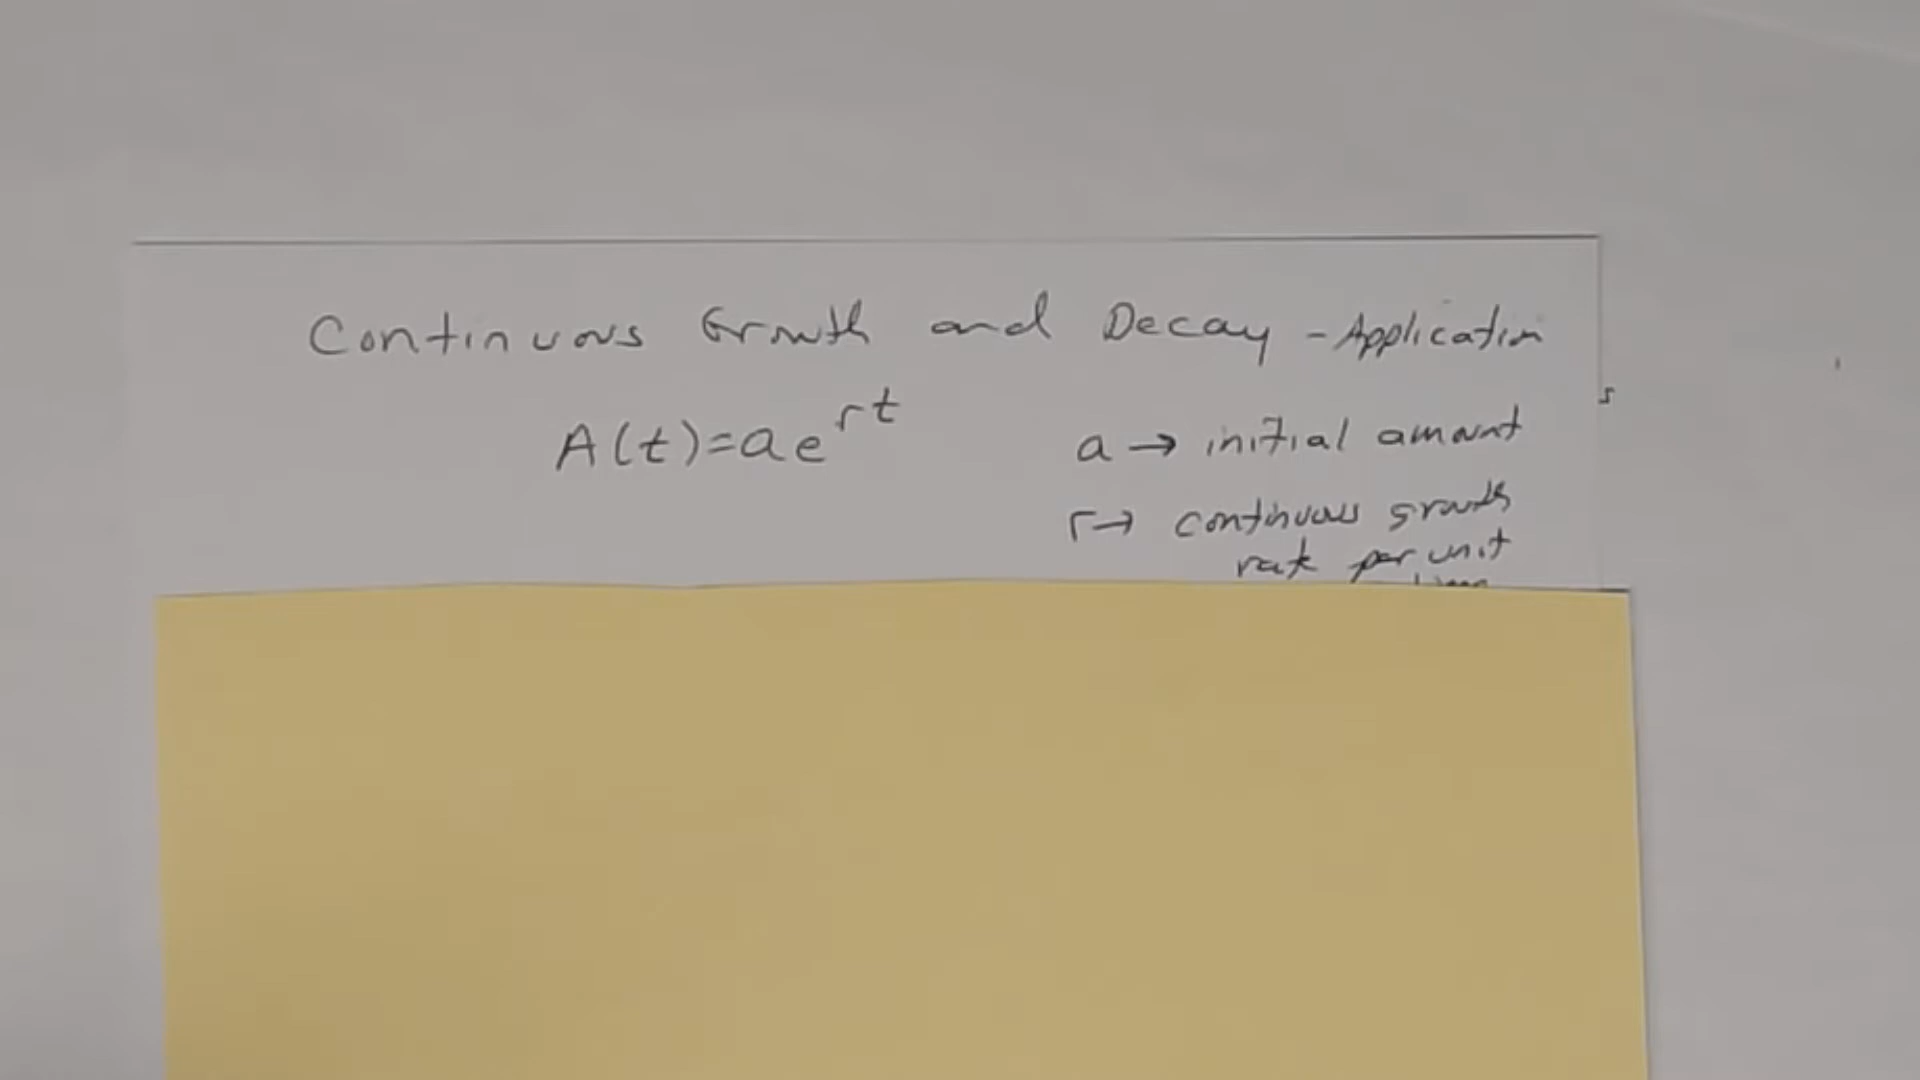 Continuous Growth and Decay - Application
s
A(t)=ae^rt
a → initial amount
r → continuous growth
rate per unit